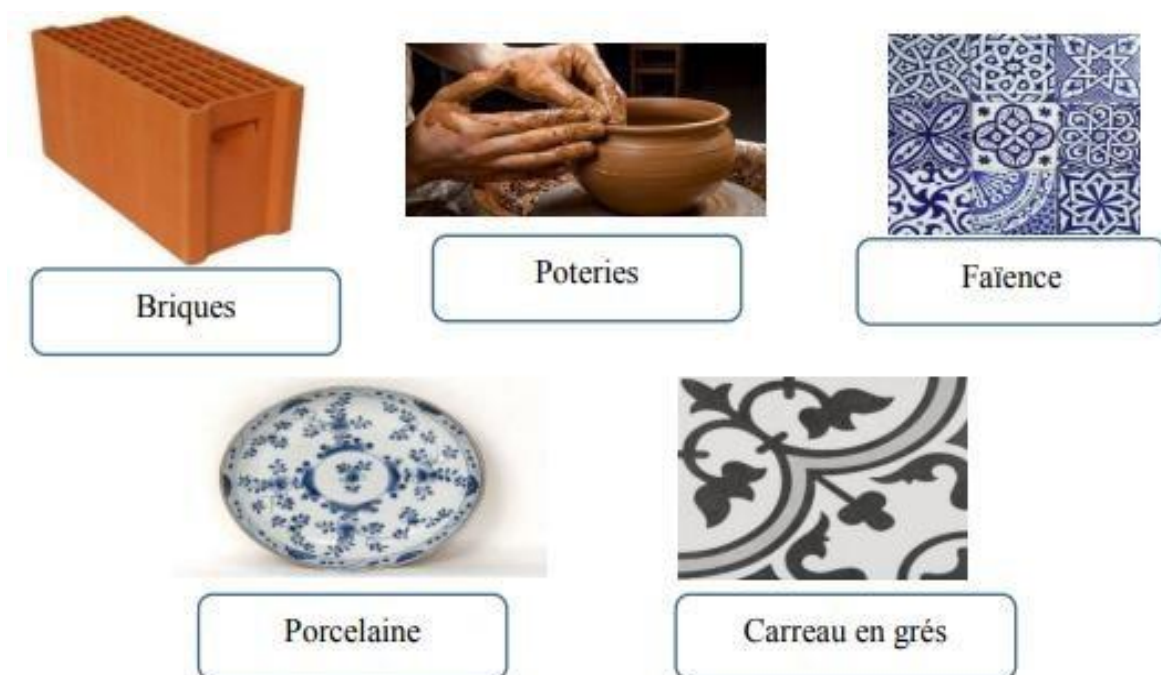 Briques
Poteries
Faïence
Porcelaine
Carreau en grés